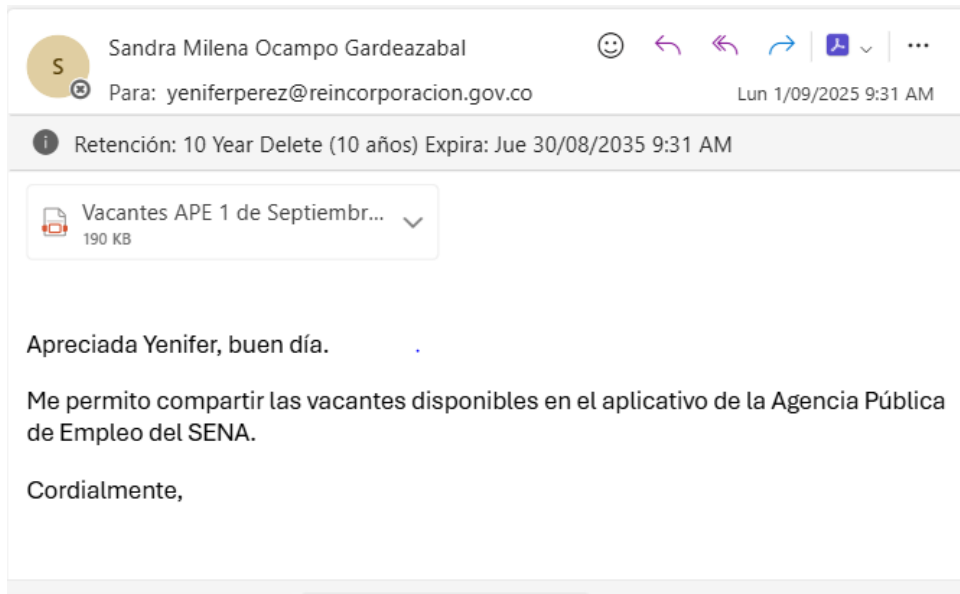 S
Sandra Milena Ocampo Gardeazabal
Para: yeniferperez@reincorporacion.gov.co
Lun 1/09/2025 9:31 AM
Retención: 10 Year Delete (10 años) Expira: Jue 30/08/2035 9:31 AM
Vacantes APE 1 de Septiembr...
190 KB
Apreciada Yenifer, buen día.
Me permito compartir las vacantes disponibles en el aplicativo de la Agencia Pública
de Empleo del SENA.
Cordialmente,